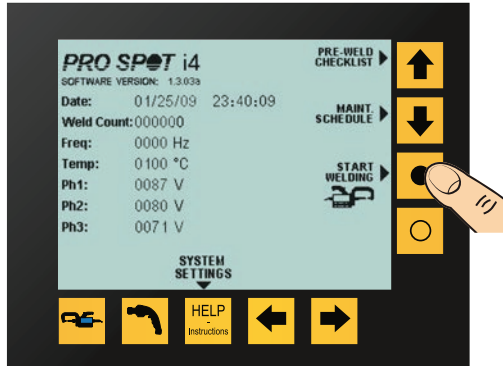 PRO SPOT i4
SOFTWARE VERSION: 1.3.03a
Date: 01/25/09 23:40:09
Weld Count: 000000
Freq: 0000 Hz
Temp: 0100 °C
Ph1: 0087 V
Ph2: 0080 V
Ph3: 0071 V
PRE-WELD
CHECKLIST
MAINT.
SCHEDULE
START
WELDING
SYSTEM
SETTINGS
HELP
-
Instructions